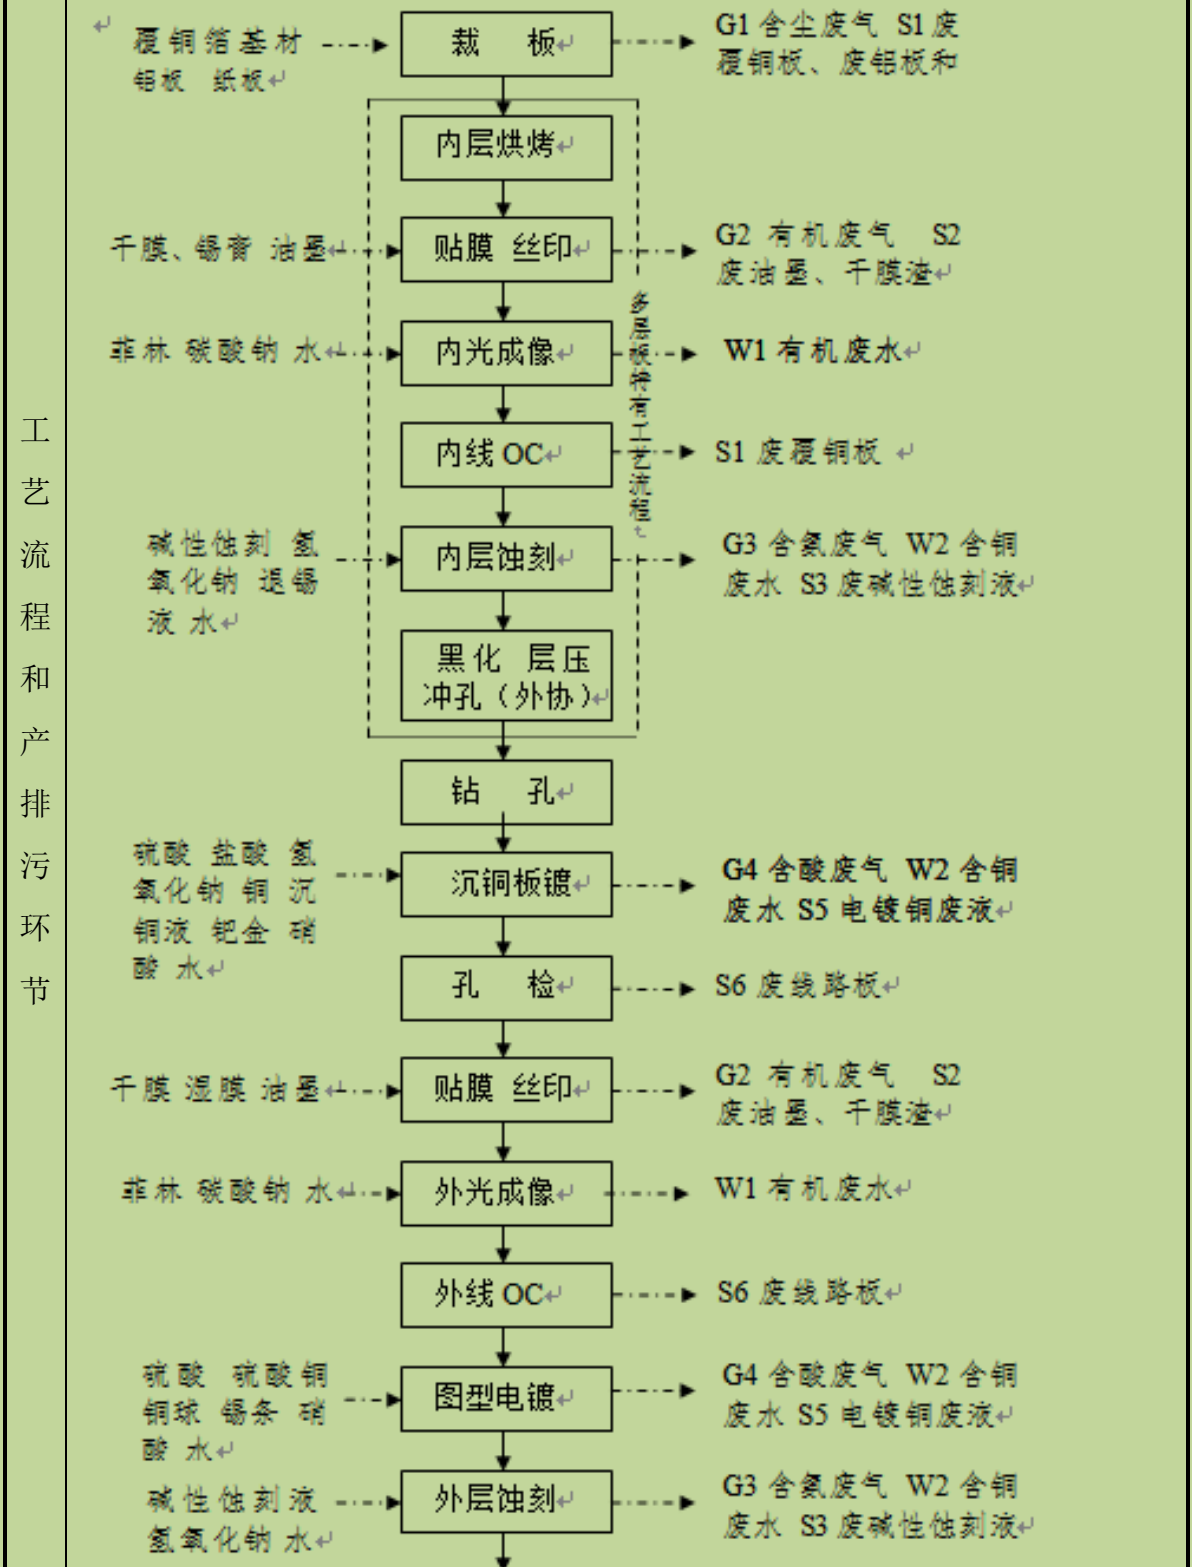 工艺流程和产排污环节
覆铜箔基材
铝板 纸板
裁 板
G1 含尘废气 S1 废
覆铜板、废铝板和
多层板特有工艺流程
内层烘烤
干膜、锡膏 油墨
贴膜 丝印
G2 有机废气 S2
废油墨、干膜渣
菲林 碳酸钠 水
内光成像
W1 有机废水
内线 OC
S1 废覆铜板
碱性蚀刻 氢
氧化钠 退锡
液 水
内层蚀刻
G3 含氮废气 W2 含铜
废水 S3 废碱性蚀刻液
黑化 层压
冲孔（外协）
钻 孔
硫酸 盐酸 氢
氧化钠 铜 沉
铜液 钯金 硝
酸 水
沉铜板镀
G4 含酸废气 W2 含铜
废水 S5 电镀铜废液
孔 检
S6 废线路板
干膜 湿膜 油墨
贴膜 丝印
G2 有机废气 S2
废油墨、干膜渣
菲林 碳酸钠 水
外光成像
W1 有机废水
外线 OC
S6 废线路板
硫酸 硫酸铜
铜球 锡条 硝
酸 水
图型电镀
G4 含酸废气 W2 含铜
废水 S5 电镀铜废液
碱性蚀刻液
氢氧化钠 水
外层蚀刻
G3 含氮废气 W2 含铜
废水 S3 废碱性蚀刻液